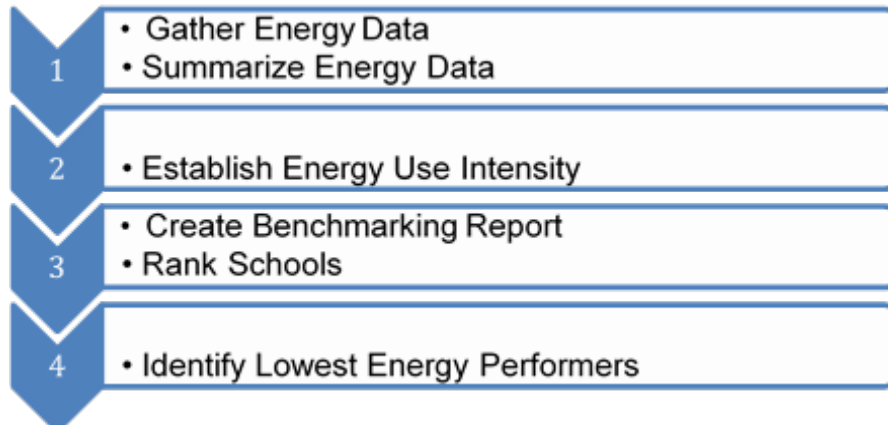 1
• Gather Energy Data
• Summarize Energy Data
2
• Establish Energy Use Intensity
3
• Create Benchmarking Report
• Rank Schools
4
• Identify Lowest Energy Performers